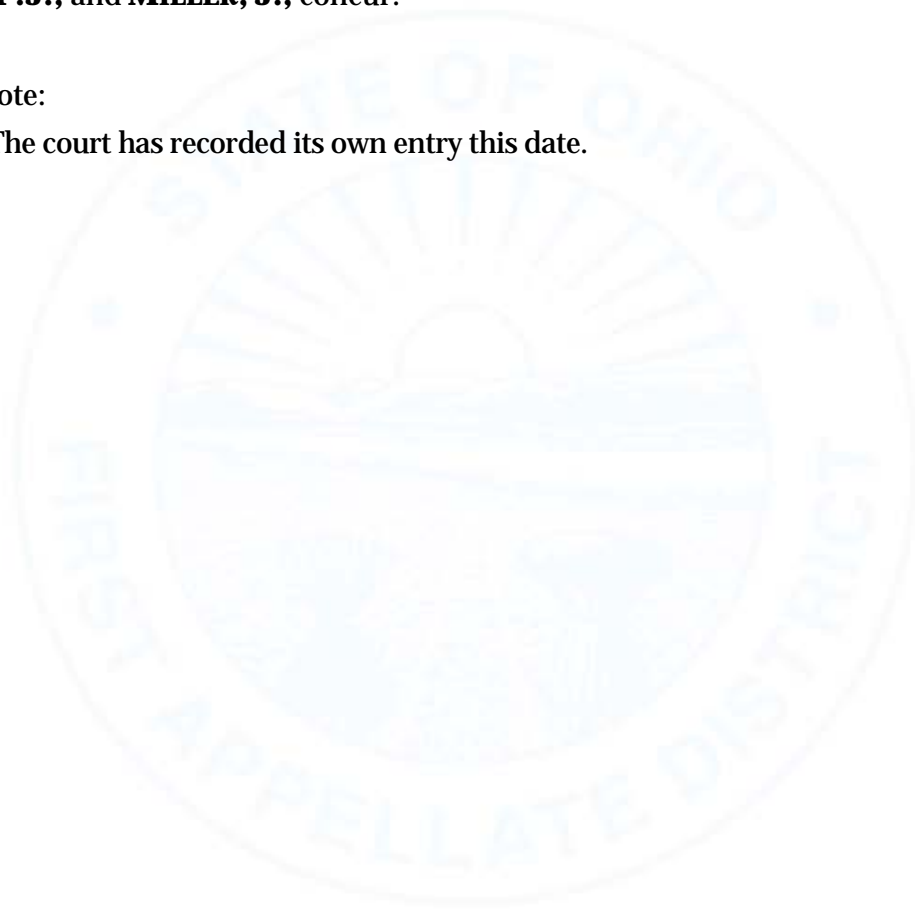 P.J., and MILLER, J., concur.
ote:
The court has recorded its own entry this date.
STATE OF OHIO
FIRST APPELLATE DISTRICT